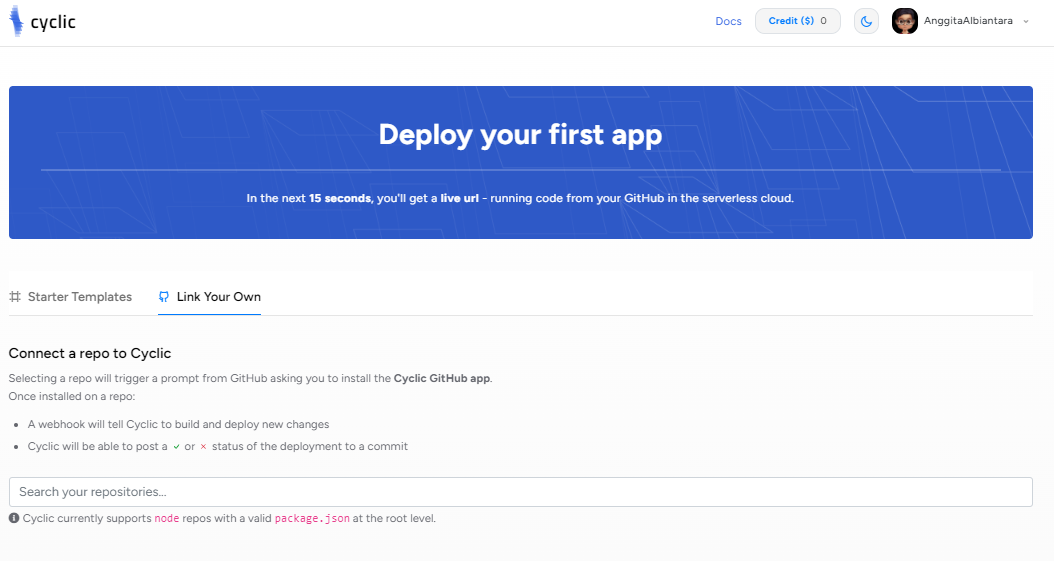 cyclic
Docs
Credit ($) 0
AnggitaAlbiantara
Deploy your first app
In the next 15 seconds, you'll get a live url - running code from your GitHub in the serverless cloud.
Starter Templates
Link Your Own
Connect a repo to Cyclic
Selecting a repo will trigger a prompt from GitHub asking you to install the Cyclic GitHub app.
Once installed on a repo:
A webhook will tell Cyclic to build and deploy new changes
Cyclic will be able to post a ✓ or × status of the deployment to a commit
Search your repositories...
Cyclic currently supports node repos with a valid package.json at the root level.